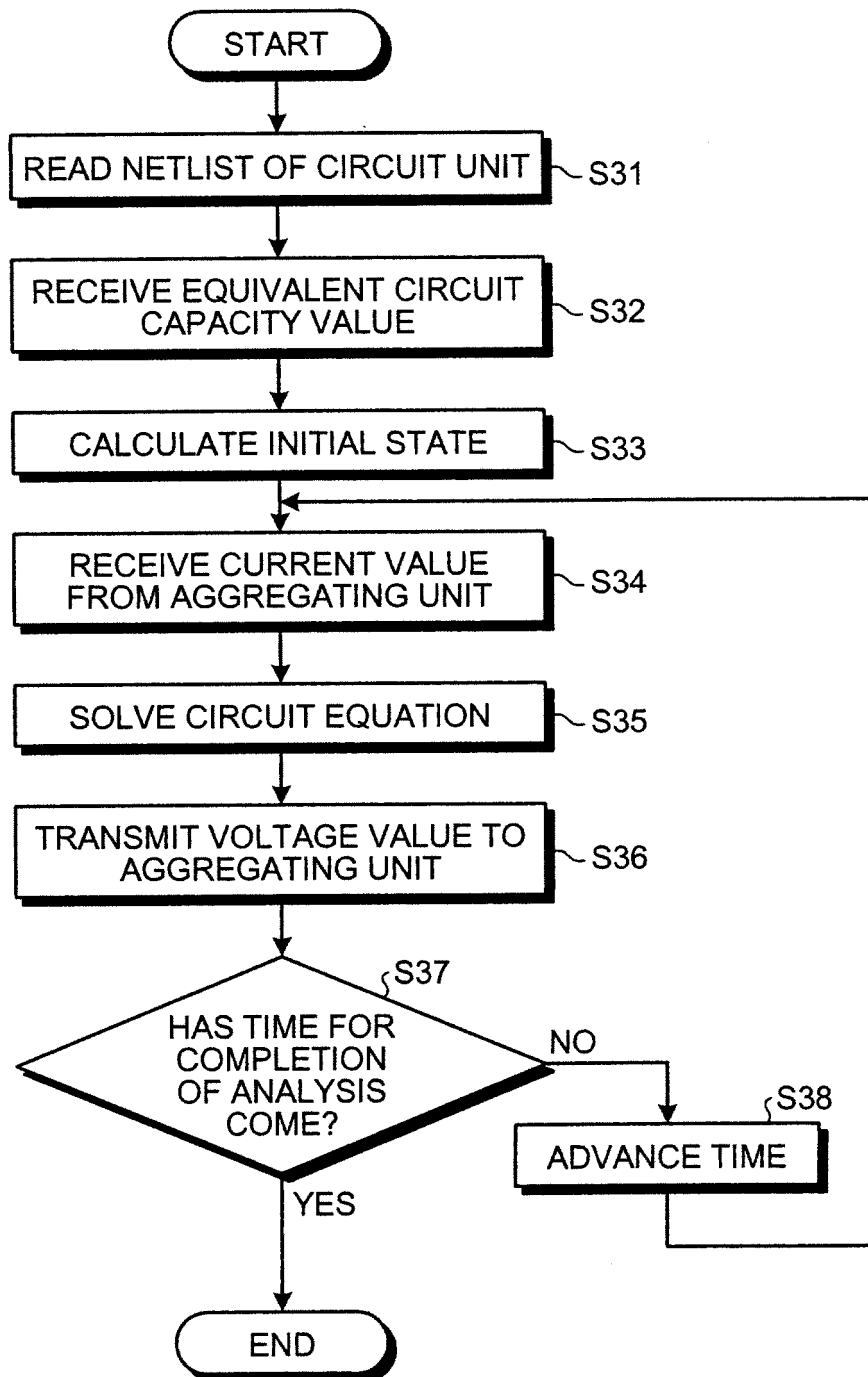 START
READ NETLIST OF CIRCUIT UNIT
S31
RECEIVE EQUIVALENT CIRCUIT
CAPACITY VALUE
S32
CALCULATE INITIAL STATE
S33
RECEIVE CURRENT VALUE
FROM AGGREGATING UNIT
S34
SOLVE CIRCUIT EQUATION
S35
TRANSMIT VOLTAGE VALUE TO
AGGREGATING UNIT
S36
S37
HAS TIME FOR
COMPLETION
OF ANALYSIS
COME?
NO
S38
ADVANCE TIME
YES
END